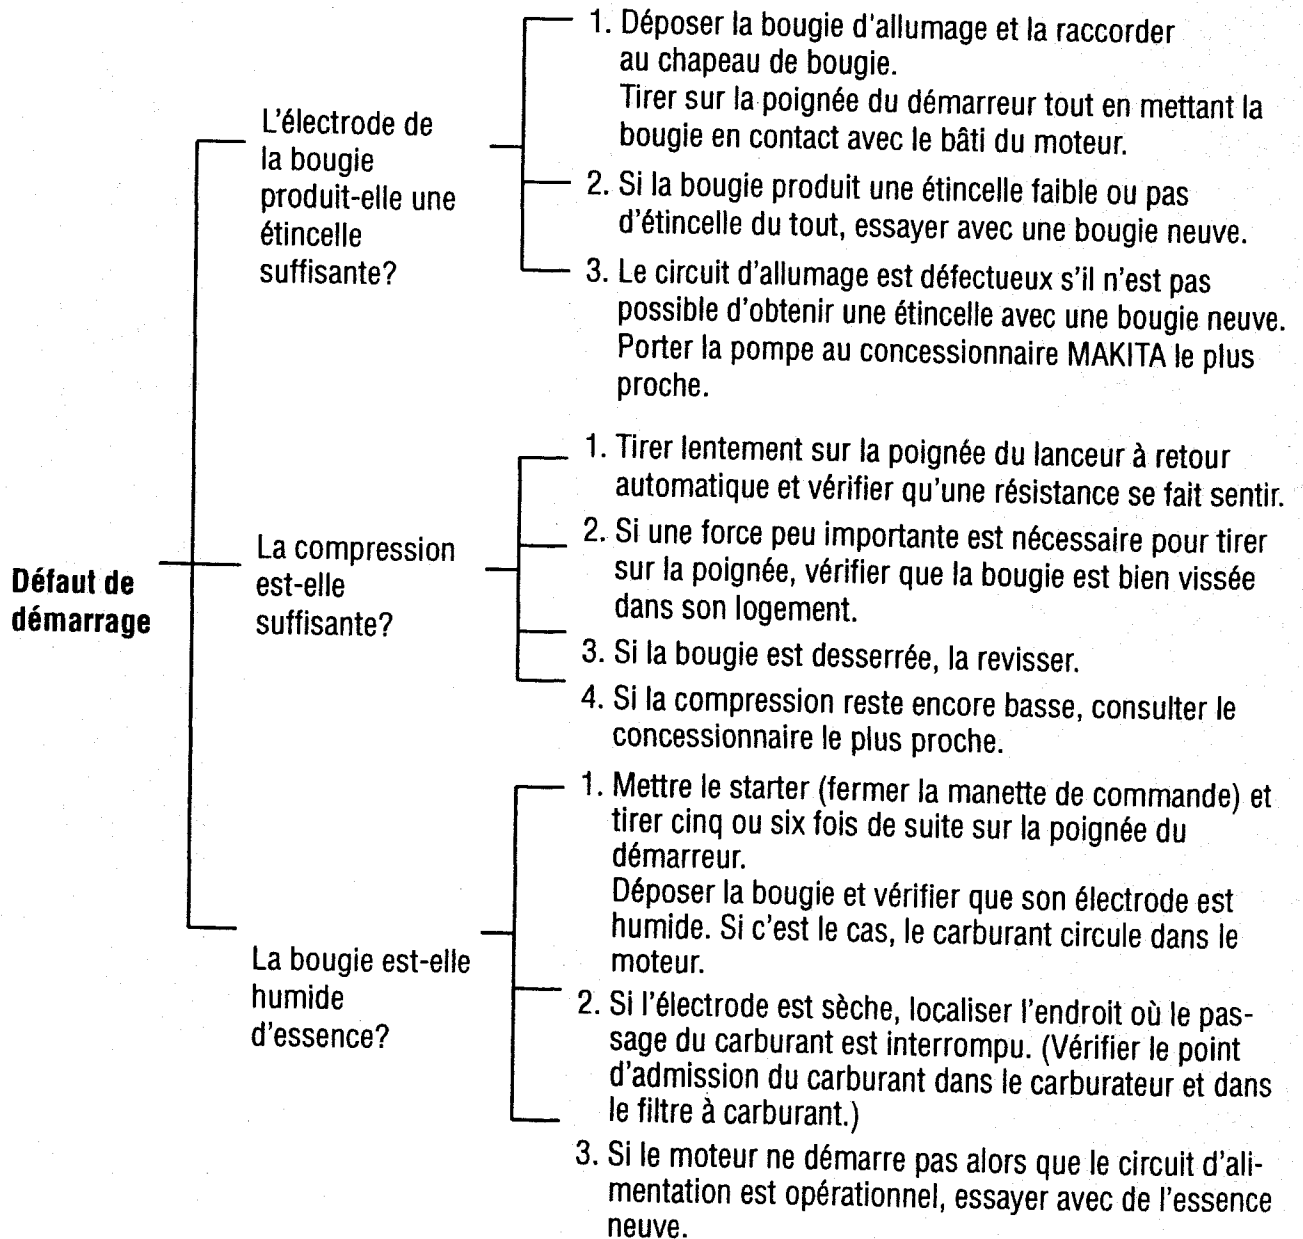 1. Déposer la bougie d'allumage et la raccorder
au chapeau de bougie.
Tirer sur la poignée du démarreur tout en mettant la
bougie en contact avec le bâti du moteur.
L'électrode de
la bougie
produit-elle une
étincelle
suffisante?
2. Si la bougie produit une étincelle faible ou pas
d'étincelle du tout, essayer avec une bougie neuve.
3. Le circuit d'allumage est défectueux s'il n'est pas
possible d'obtenir une étincelle avec une bougie neuve.
Porter la pompe au concessionnaire MAKITA le plus
proche.
Défaut de
démarrage
La compression
est-elle
suffisante?
1. Tirer lentement sur la poignée du lanceur à retour
automatique et vérifier qu'une résistance se fait sentir.
2. Si une force peu importante est nécessaire pour tirer
sur la poignée, vérifier que la bougie est bien vissée
dans son logement.
3. Si la bougie est desserrée, la revisser.
4. Si la compression reste encore basse, consulter le
concessionnaire le plus proche.
La bougie est-elle
humide
d'essence?
1. Mettre le starter (fermer la manette de commande) et
tirer cinq ou six fois de suite sur la poignée du
démarreur.
Déposer la bougie et vérifier que son électrode est
humide. Si c'est le cas, le carburant circule dans le
moteur.
2. Si l'électrode est sèche, localiser l'endroit où le pas-
sage du carburant est interrompu. (Vérifier le point
d'admission du carburant dans le carburateur et dans
le filtre à carburant.)
3. Si le moteur ne démarre pas alors que le circuit d'ali-
mentation est opérationnel, essayer avec de l'essence
neuve.